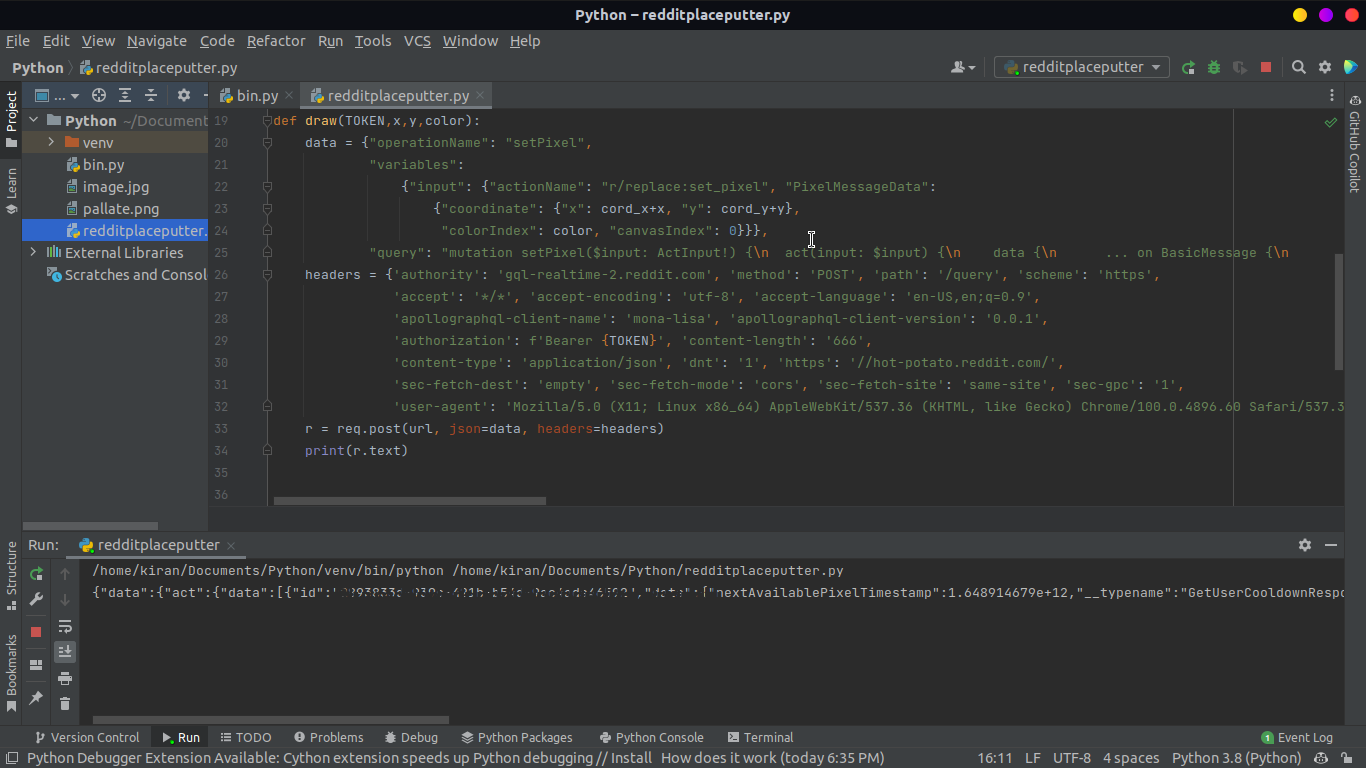 Python – redditplaceputter.py
File Edit View Navigate Code Refactor Run Tools VCS Window Help
Python redditplaceputter.py redditplaceputter
Project ... bin.py redditplaceputter.py
Python ~/Document
venv
bin.py
image.jpg
pallate.png
redditplaceputter.
External Libraries
Scratches and Consol
Learn
Structure
Bookmarks
GitHub Copilot
19 def draw(TOKEN,x,y,color):
20 data = {"operationName": "setPixel",
21 "variables":
22 {"input": {"actionName": "r/replace:set_pixel", "PixelMessageData":
23 {"coordinate": {"x": cord_x+x, "y": cord_y+y},
24 "colorIndex": color, "canvasIndex": 0}}},
25 "query": "mutation setPixel($input: ActInput!) {\n  act(input: $input) {\n    data {\n      ... on BasicMessage {\n
26 headers = {'authority': 'gql-realtime-2.reddit.com', 'method': 'POST', 'path': '/query', 'scheme': 'https',
27 'accept': '*/*', 'accept-encoding': 'utf-8', 'accept-language': 'en-US,en;q=0.9',
28 'apollographql-client-name': 'mona-lisa', 'apollographql-client-version': '0.0.1',
29 'authorization': f'Bearer {TOKEN}', 'content-length': '666',
30 'content-type': 'application/json', 'dnt': '1', 'https': '//hot-potato.reddit.com/',
31 'sec-fetch-dest': 'empty', 'sec-fetch-mode': 'cors', 'sec-fetch-site': 'same-site', 'sec-gpc': '1',
32 'user-agent': 'Mozilla/5.0 (X11; Linux x86_64) AppleWebKit/537.36 (KHTML, like Gecko) Chrome/100.0.4896.60 Safari/537.3
33 r = req.post(url, json=data, headers=headers)
34 print(r.text)
35
36
Run: redditplaceputter
/home/kiran/Documents/Python/venv/bin/python /home/kiran/Documents/Python/redditplaceputter.py
{"data":{"act":{"data":[{"id":" "data":{"nextAvailablePixelTimestamp":1.648914679e+12,"__typename":"GetUserCooldownRespo
Version Control Run TODO Problems Debug Python Packages Python Console Terminal 1 Event Log
Python Debugger Extension Available: Cython extension speeds up Python debugging // Install How does it work (today 6:35 PM) 16:11 LF UTF-8 4 spaces Python 3.8 (Python)